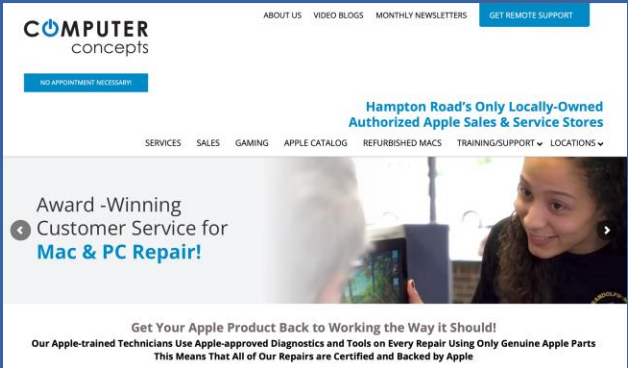 ABOUT US VIDEO BLOGS MONTHLY NEWSLETTERS GET REMOTE SUPPORT
COMPUTER
concepts
NO APPOINTMENT NECESSARY!
Hampton Road's Only Locally-Owned
Authorized Apple Sales & Service Stores
SERVICES SALES GAMING APPLE CATALOG REFURBISHED MACS TRAINING/SUPPORT LOCATIONS
Award -Winning
Customer Service for
Mac & PC Repair!
Get Your Apple Product Back to Working the Way it Should!
Our Apple-trained Technicians Use Apple-approved Diagnostics and Tools on Every Repair Using Only Genuine Apple Parts
This Means That All of Our Repairs are Certified and Backed by Apple